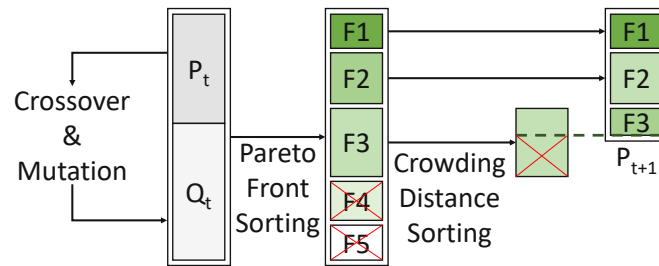 P_t
Crossover
&
Mutation
Q_t
Pareto
Front
Sorting
F1
F2
F3
F4
F5
Crowding
Distance
Sorting
F1
F2
F3
P_{t+1}